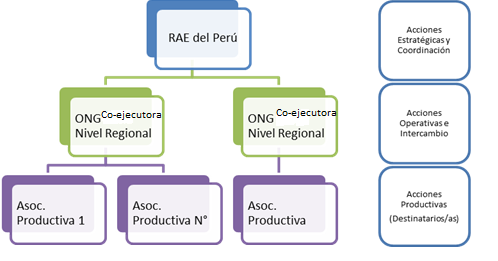 RAE del Perú
Acciones
Estratégicas y
Coordinación
ONG Co-ejecutora
Nivel Regional
ONG Co-ejecutora
Nivel Regional
Acciones
Operativas e
Intercambio
Asoc.
Productiva 1
Asoc.
Productiva N°
Asoc.
Productiva
Acciones
Productivas
(Destinatarios/as)